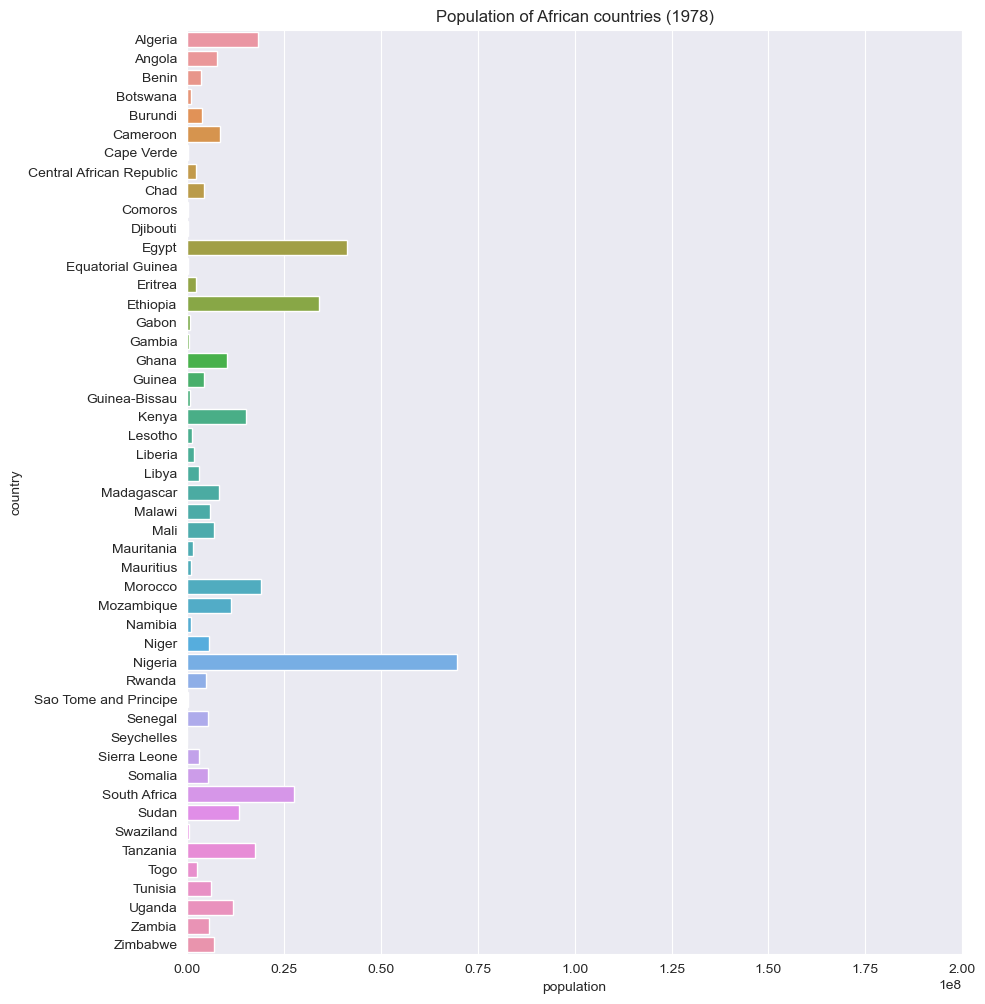 Population of African countries (1978)
country
Algeria
Angola
Benin
Botswana
Burundi
Cameroon
Cape Verde
Central African Republic
Chad
Comoros
Djibouti
Egypt
Equatorial Guinea
Eritrea
Ethiopia
Gabon
Gambia
Ghana
Guinea
Guinea-Bissau
Kenya
Lesotho
Liberia
Libya
Madagascar
Malawi
Mali
Mauritania
Mauritius
Morocco
Mozambique
Namibia
Niger
Nigeria
Rwanda
Sao Tome and Principe
Senegal
Seychelles
Sierra Leone
Somalia
South Africa
Sudan
Swaziland
Tanzania
Togo
Tunisia
Uganda
Zambia
Zimbabwe
0.00 0.25 0.50 0.75 1.00 1.25 1.50 1.75 2.00
population
1e8